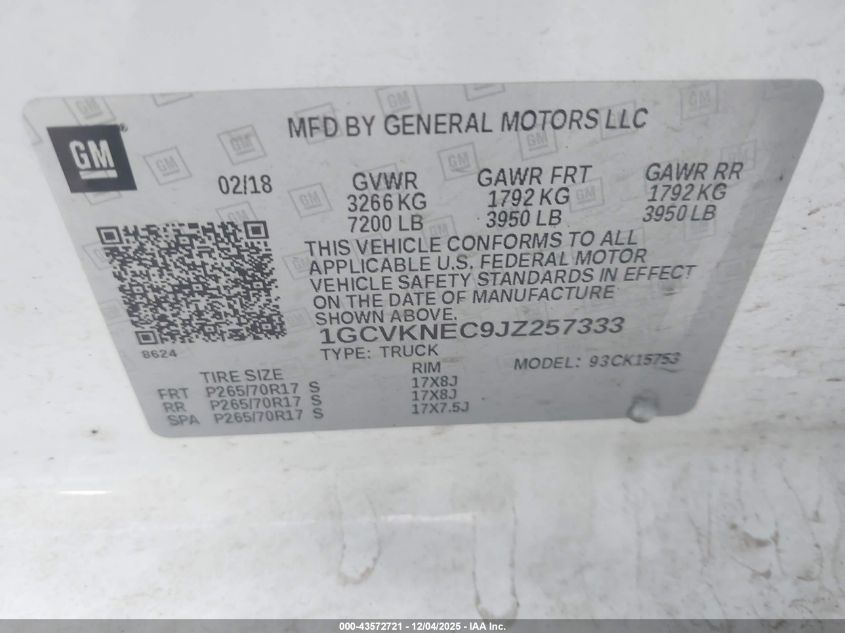 GM
MFD BY GENERAL MOTORS LLC
02/18 GVWR GAWR FRT GAWR RR
3266 KG 1792 KG 1792 KG
7200 LB 3950 LB 3950 LB
THIS VEHICLE CONFORMS TO ALL
APPLICABLE U.S. FEDERAL MOTOR
VEHICLE SAFETY STANDARDS IN EFFECT
ON THE DATE OF MANUFACTURE
SHOWN ABOVE.
1GCVKNEC9JZ257333
8624 TYPE: TRUCK MODEL: 93CK15753
TIRE SIZE RIM
FRT P265/70R17 S 17X8J
RR P265/70R17 S 17X8J
SPA P265/70R17 S 17X7.5J
000-43572721 - 12/04/2025 - IAA Inc.